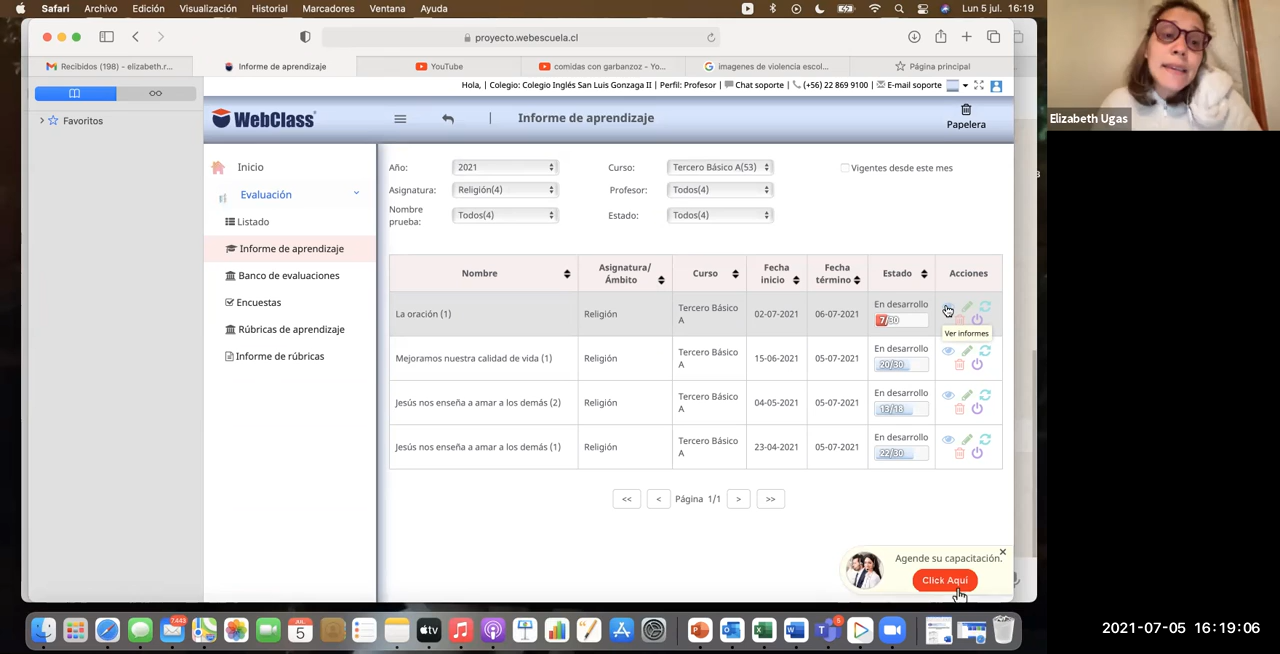 Safari Archivo Edición Visualización Historial Marcadores Ventana Ayuda Lun 5 jul. 16:19
proyecto.webescuela.cl
Recibidos (198) - elizabeth.r...
Informe de aprendizaje
YouTube
comidas con garbanzoz - Yo...
imagenes de violencia escol...
Página principal
Favoritos
Hola, | Colegio: Colegio Inglés San Luis Gonzaga II | Perfil: Profesor | Chat soporte | (+56) 22 869 9100 | E-mail soporte
WebClass
| Informe de aprendizaje
Papelera
Inicio
Evaluación
Listado
Informe de aprendizaje
Banco de evaluaciones
Encuestas
Rúbricas de aprendizaje
Informe de rúbricas
Año: 2021 Curso: Tercero Básico A(53) Vigentes desde este mes
Asignatura: Religión(4) Profesor: Todos(4)
Nombre prueba: Todos(4) Estado: Todos(4)
Nombre Asignatura/ Ámbito Curso Fecha inicio Fecha término Estado Acciones
La oración (1) Religión Tercero Básico A 02-07-2021 06-07-2021 En desarrollo 7/30
Ver informes
Mejoramos nuestra calidad de vida (1) Religión Tercero Básico A 15-06-2021 05-07-2021 En desarrollo 20/30
Jesús nos enseña a amar a los demás (2) Religión Tercero Básico A 04-05-2021 05-07-2021 En desarrollo 13/18
Jesús nos enseña a amar a los demás (1) Religión Tercero Básico A 23-04-2021 05-07-2021 En desarrollo 22/30
<< < Página 1/1 > >>
Agende su capacitación.
Click Aquí
Elizabeth Ugas
7443
JUL 5
tv
5
2021-07-05 16:19:06